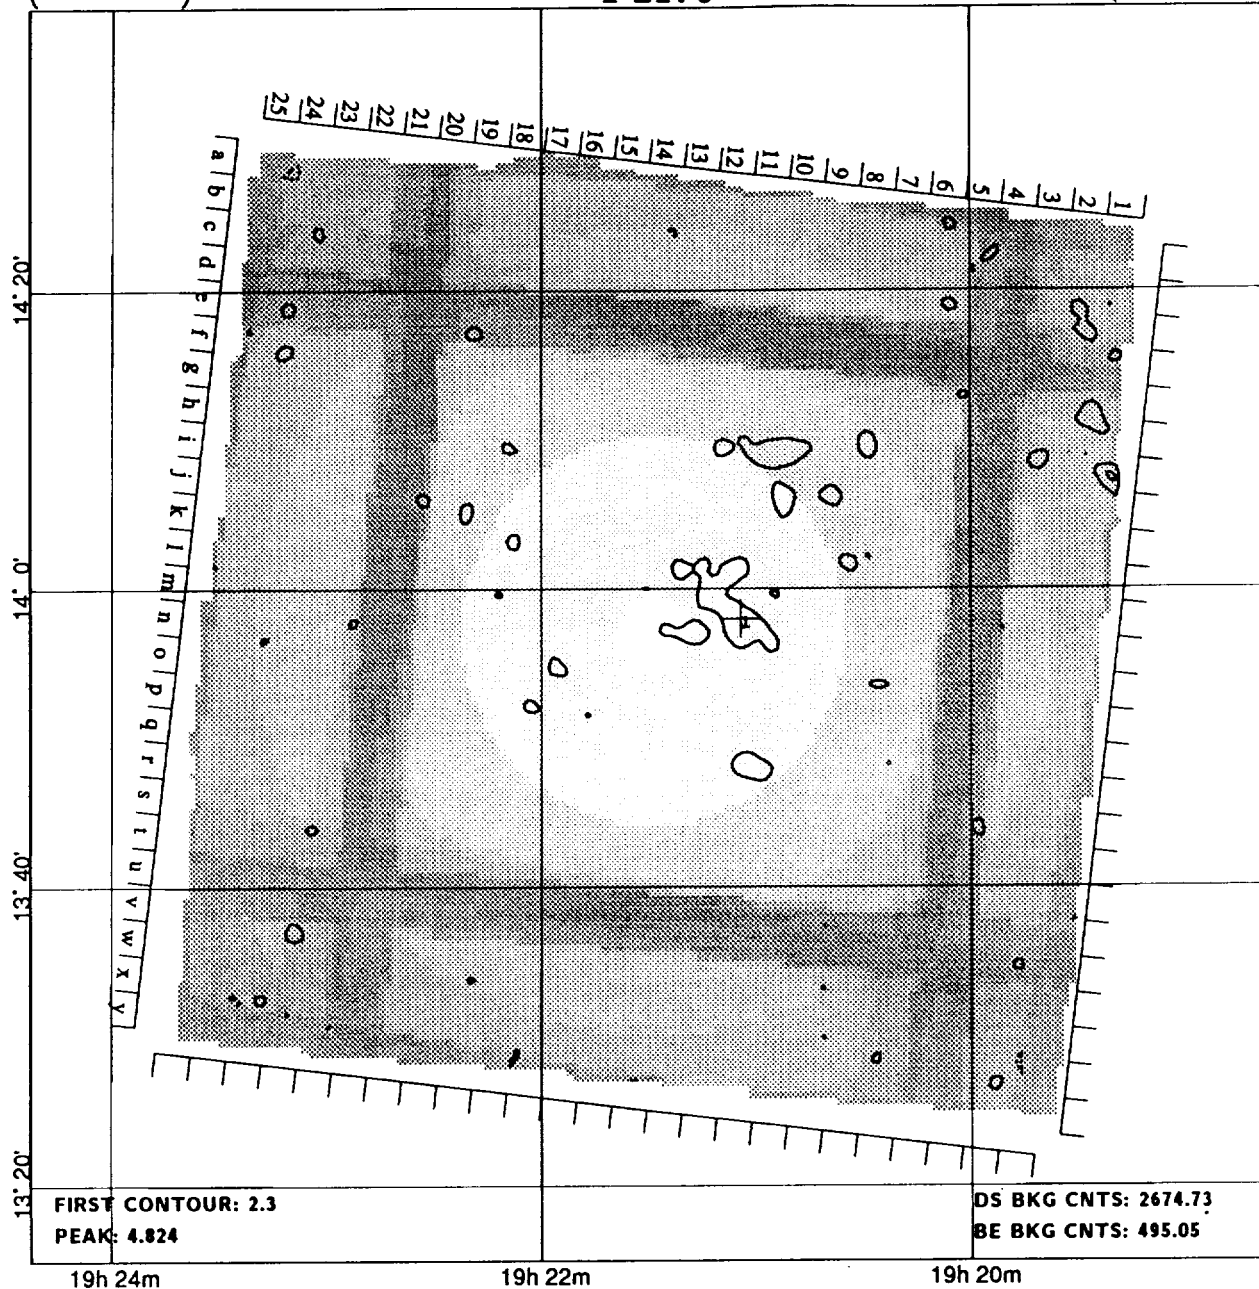 25 24 23 22 21 20 19 18 17 16 15 14 13 12 11 10 9 8 7 6 5 4 3 2 1
a b c d e f g h i j k l m n o p q r s t u v w x y
14° 20'
14° 0'
13° 40'
13° 20'
FIRST CONTOUR: 2.3
PEAK: 4.824
DS BKG CNTS: 2674.73
BE BKG CNTS: 495.05
19h 24m 19h 22m 19h 20m